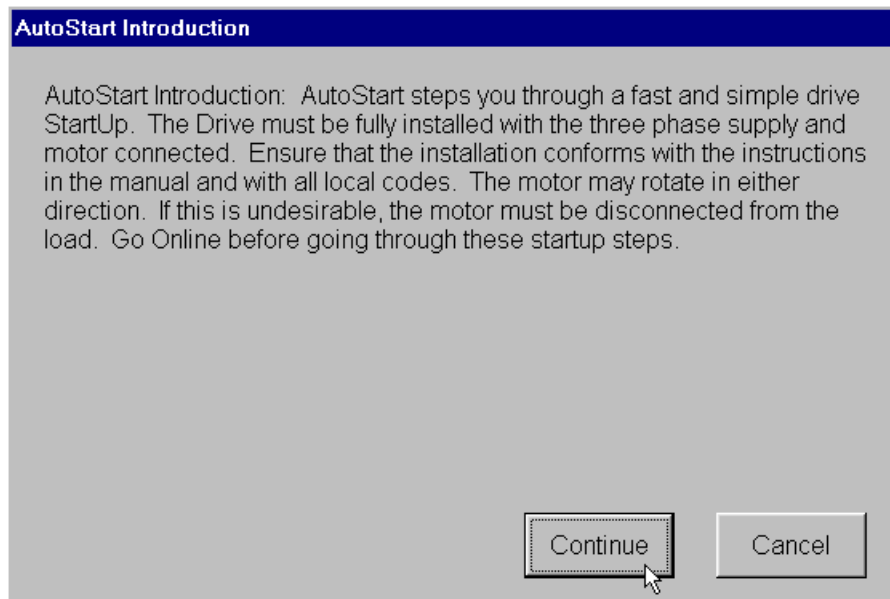 AutoStart Introduction
AutoStart Introduction:  AutoStart steps you through a fast and simple drive
StartUp.  The Drive must be fully installed with the three phase supply and
motor connected.  Ensure that the installation conforms with the instructions
in the manual and with all local codes.  The motor may rotate in either
direction.  If this is undesirable, the motor must be disconnected from the
load.  Go Online before going through these startup steps.
Continue
Cancel